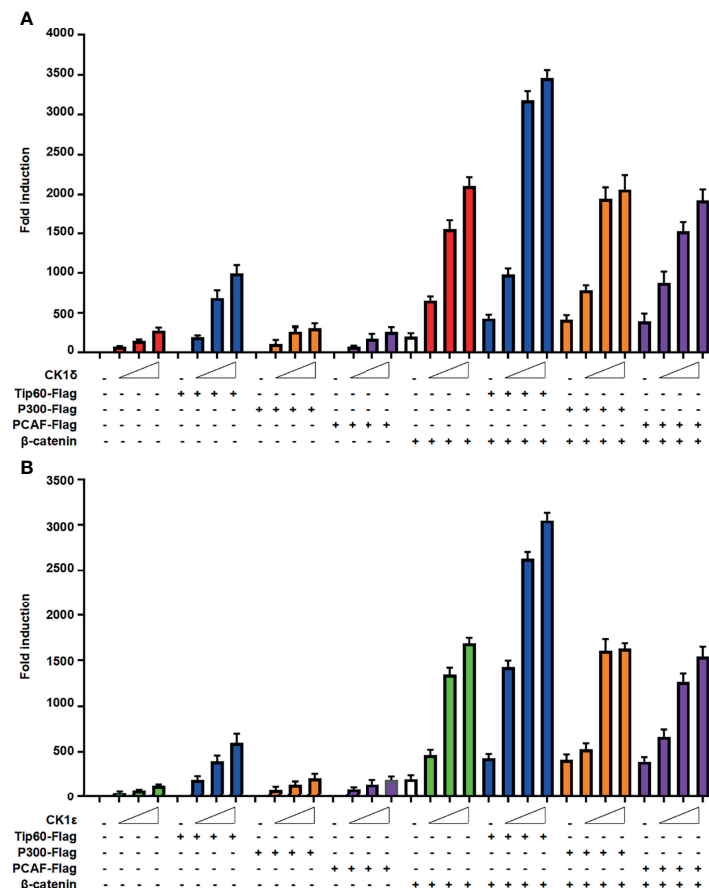 A
4000
3500
3000
2500
2000
1500
1000
500
0
Fold induction
CK1δ - - - - - - - -
Tip60-Flag - - - - + + + + - - - - - - - - - - - - + + + + - - - - - - - -
P300-Flag - - - - - - - - + + + + - - - - - - - - - - - - + + + + - - - -
PCAF-Flag - - - - - - - - - - - - + + + + - - - - - - - - - - - - + + + +
β-catenin - - - - - - - - - - - - - - - - + + + + + + + + + + + + + + + +
B
3500
3000
2500
2000
1500
1000
500
0
Fold induction
CK1ε - - - - - - - -
Tip60-Flag - - - - + + + + - - - - - - - - - - - - + + + + - - - - - - - -
P300-Flag - - - - - - - - + + + + - - - - - - - - - - - - + + + + - - - -
PCAF-Flag - - - - - - - - - - - - + + + + - - - - - - - - - - - - + + + +
β-catenin - - - - - - - - - - - - - - - - + + + + + + + + + + + + + + + +